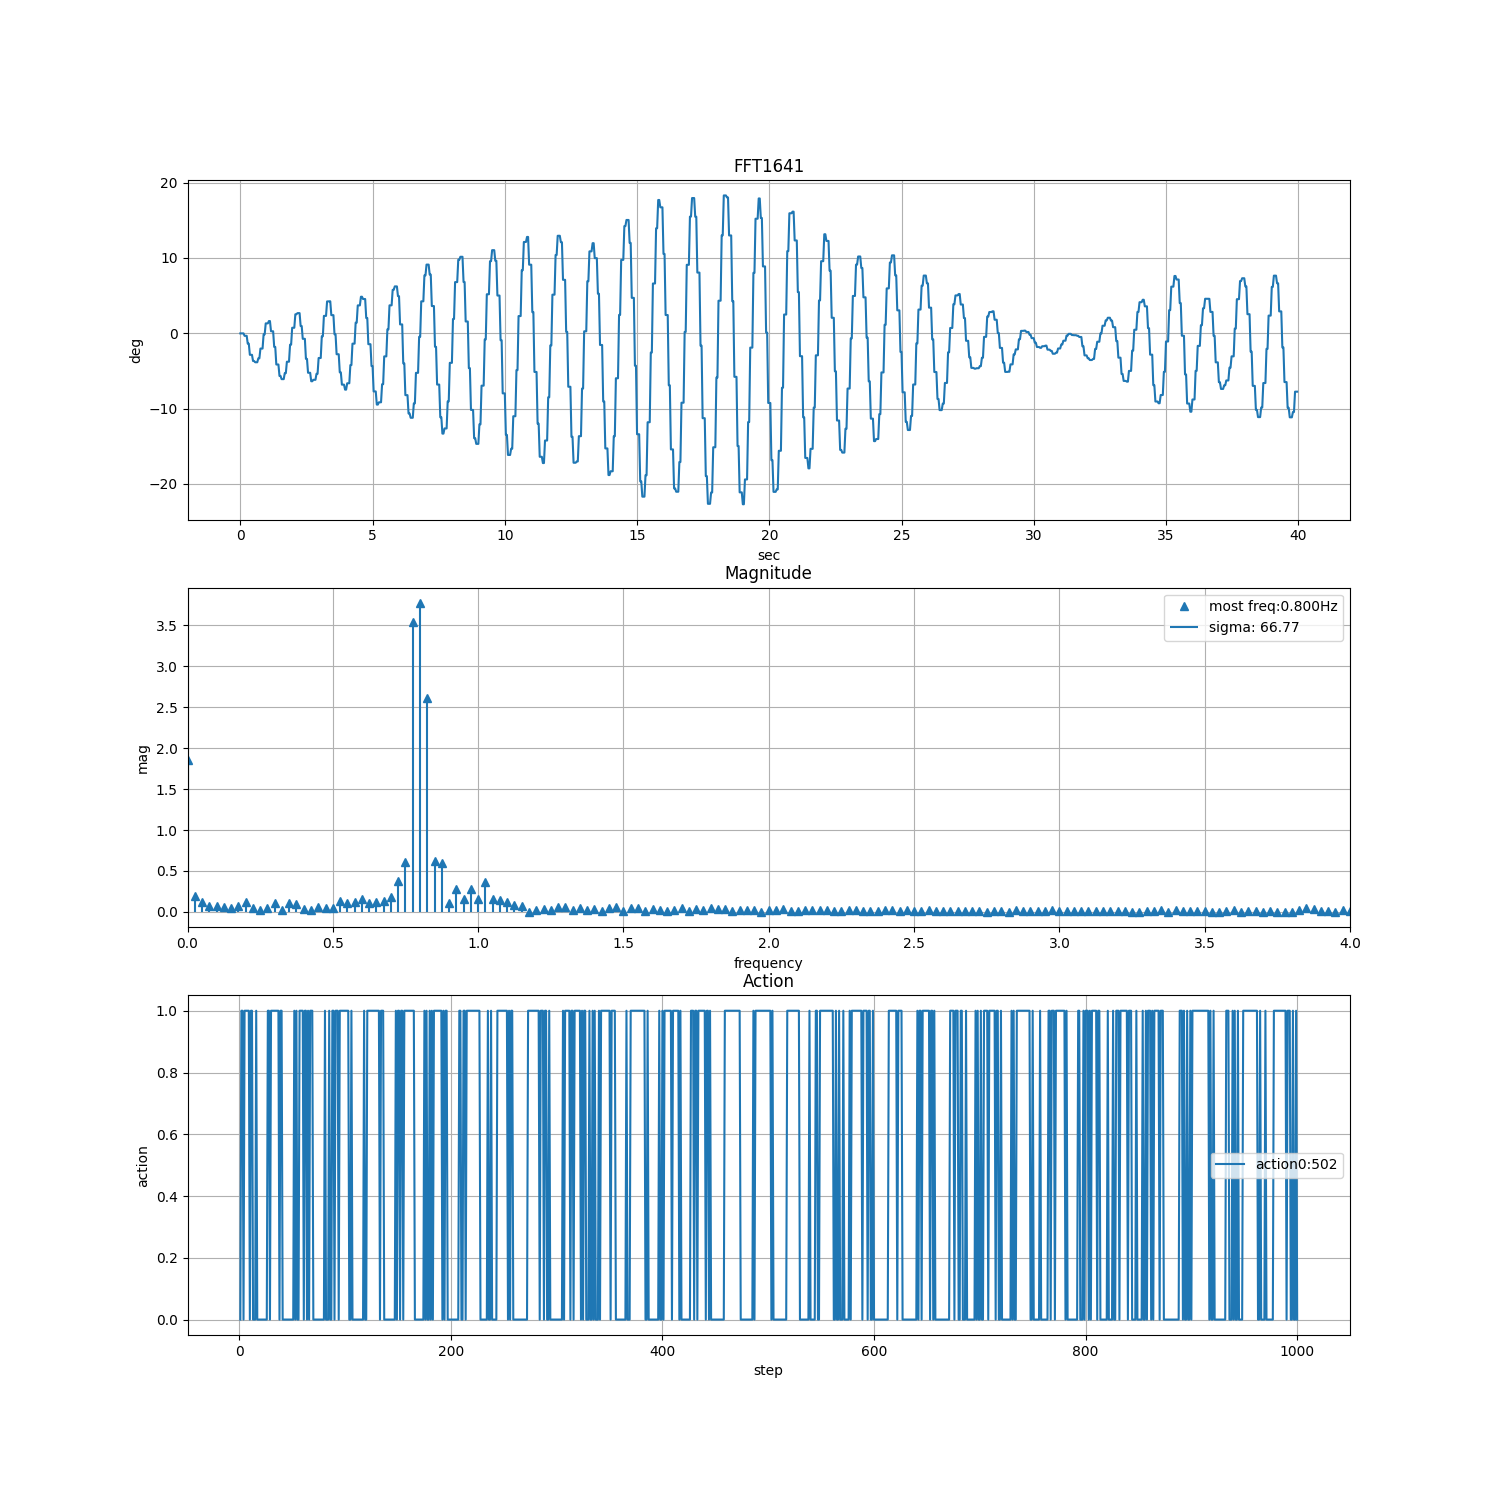 FFT1641
20
10
0
−10
−20
deg
0 5 10 15 20 25 30 35 40
sec
Magnitude
most freq:0.800Hz
sigma: 66.77
3.5
3.0
2.5
2.0
1.5
1.0
0.5
0.0
mag
0.0 0.5 1.0 1.5 2.0 2.5 3.0 3.5 4.0
frequency
Action
1.0
0.8
0.6
0.4
0.2
0.0
action
action0:502
0 200 400 600 800 1000
step